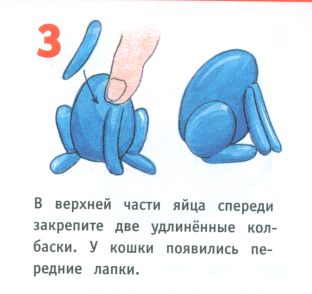 3
В верхней части яйца спереди
закрепите две удлинённые кол-
баски. У кошки появились пе-
редние лапки.